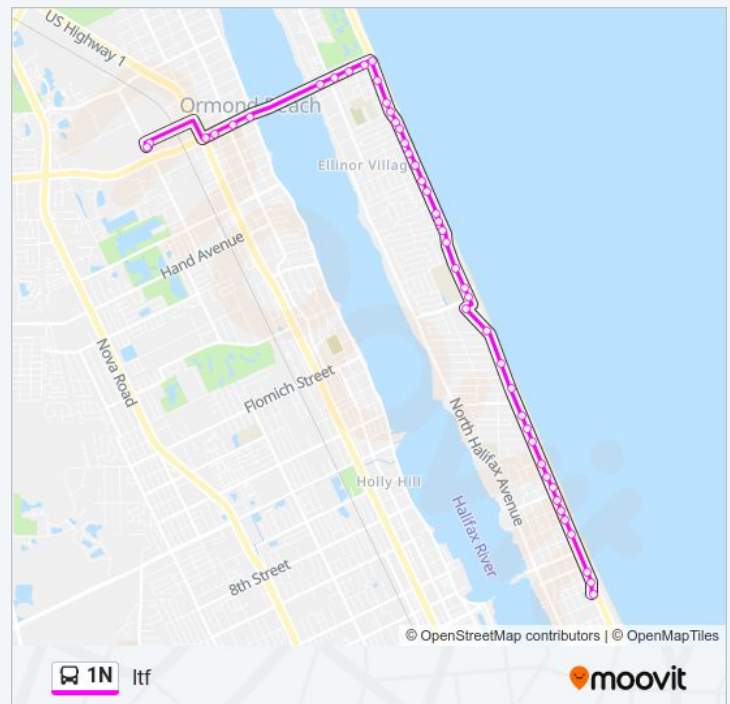 US Highway 1
Ormond Beach
Ellinor Villag
Hand Avenue
Nova Road
Flomich Street
North Halifax Avenue
Holly Hill
Halifax River
8th Street
© OpenStreetMap contributors | © OpenMapTiles
1N ltf
moovit